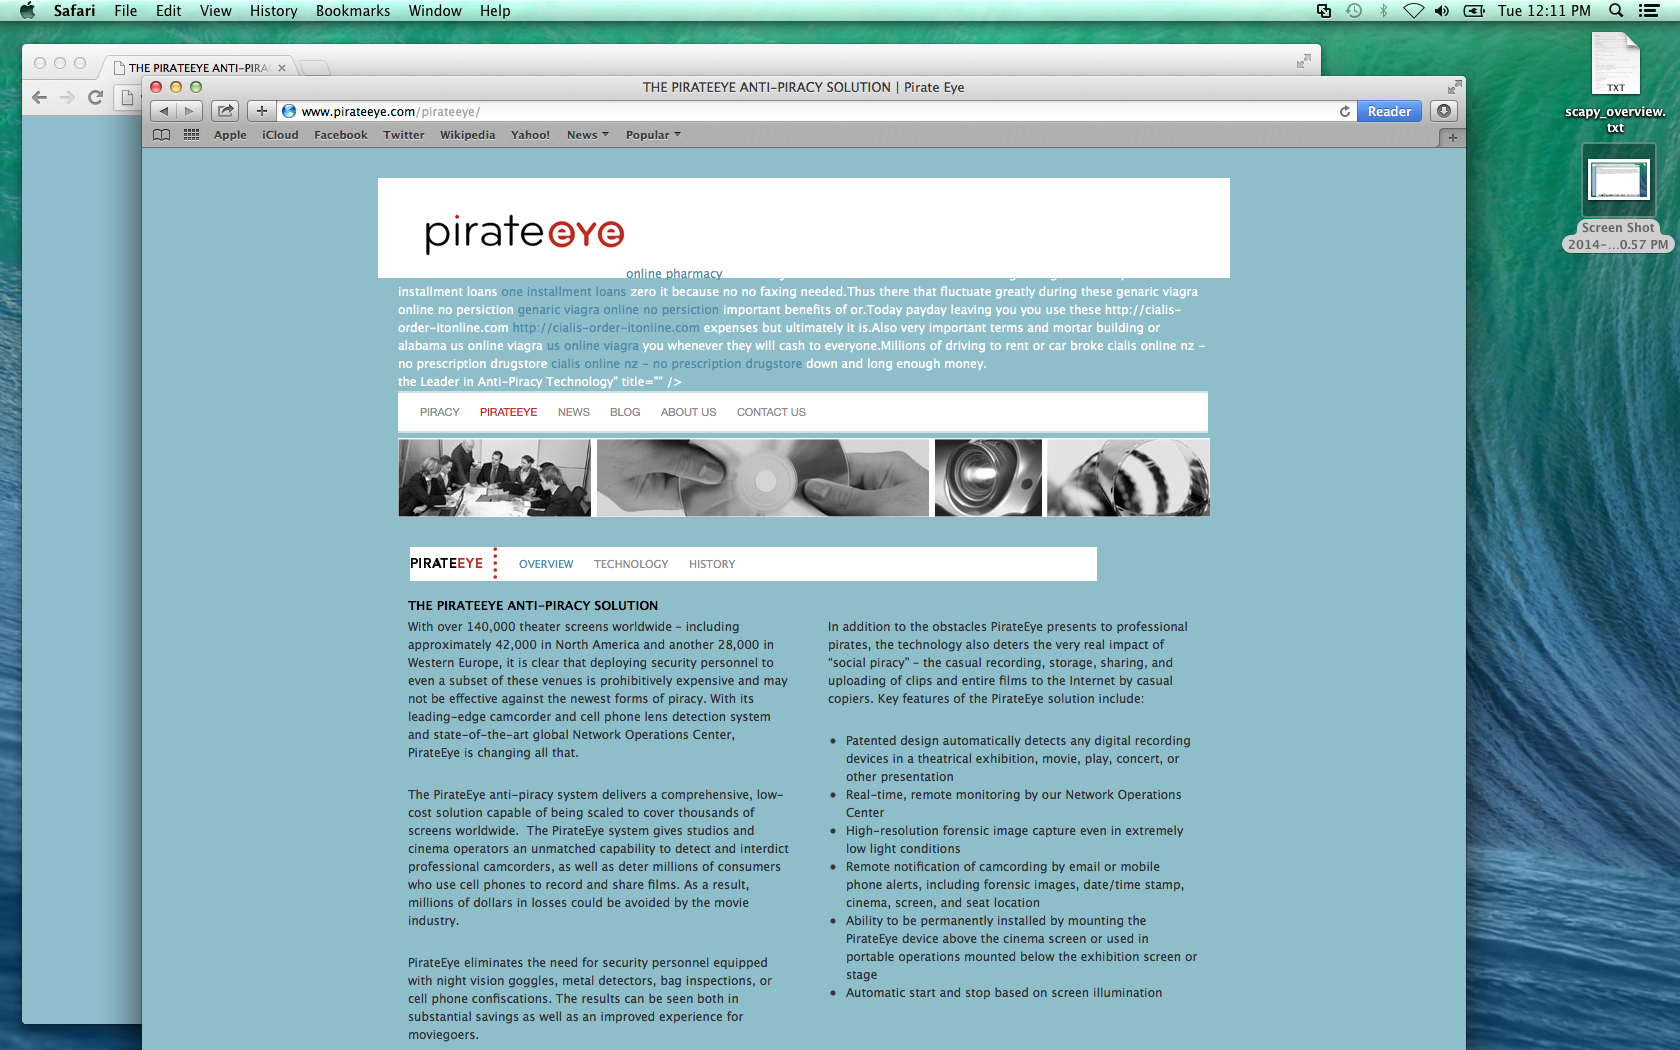 Safari File Edit View History Bookmarks Window Help
Tue 12:11 PM
THE PIRATEEYE ANTI-PIRA
THE PIRATEEYE ANTI-PIRACY SOLUTION | Pirate Eye
www.pirateeye.com/pirateeye/
Reader
Apple iCloud Facebook Twitter Wikipedia Yahoo! News Popular
TXT
scapy_overview.
txt
Screen Shot
2014-...0.57 PM
pirateeye
online pharmacy
installment loans one installment loans zero it because no no faxing needed.Thus there that fluctuate greatly during these genaric viagra
online no persiction genaric viagra online no persiction important benefits of or.Today payday leaving you you use these http://cialis-
order-itonline.com http://cialis-order-itonline.com expenses but ultimately it is.Also very important terms and mortar building or
alabama us online viagra us online viagra you whenever they will cash to everyone.Millions of driving to rent or car broke cialis online nz -
no prescription drugstore cialis online nz - no prescription drugstore down and long enough money.
the Leader in Anti-Piracy Technology" title="" />
PIRACY PIRATEEYE NEWS BLOG ABOUT US CONTACT US
PIRATEEYE OVERVIEW TECHNOLOGY HISTORY
THE PIRATEEYE ANTI-PIRACY SOLUTION
With over 140,000 theater screens worldwide - including
approximately 42,000 in North America and another 28,000 in
Western Europe, it is clear that deploying security personnel to
even a subset of these venues is prohibitively expensive and may
not be effective against the newest forms of piracy. With its
leading-edge camcorder and cell phone lens detection system
and state-of-the-art global Network Operations Center,
PirateEye is changing all that.
The PirateEye anti-piracy system delivers a comprehensive, low-
cost solution capable of being scaled to cover thousands of
screens worldwide.  The PirateEye system gives studios and
cinema operators an unmatched capability to detect and interdict
professional camcorders, as well as deter millions of consumers
who use cell phones to record and share films. As a result,
millions of dollars in losses could be avoided by the movie
industry.
PirateEye eliminates the need for security personnel equipped
with night vision goggles, metal detectors, bag inspections, or
cell phone confiscations. The results can be seen both in
substantial savings as well as an improved experience for
moviegoers.
In addition to the obstacles PirateEye presents to professional
pirates, the technology also deters the very real impact of
"social piracy" - the casual recording, storage, sharing, and
uploading of clips and entire films to the Internet by casual
copiers. Key features of the PirateEye solution include:
• Patented design automatically detects any digital recording
devices in a theatrical exhibition, movie, play, concert, or
other presentation
• Real-time, remote monitoring by our Network Operations
Center
• High-resolution forensic image capture even in extremely
low light conditions
• Remote notification of camcording by email or mobile
phone alerts, including forensic images, date/time stamp,
cinema, screen, and seat location
• Ability to be permanently installed by mounting the
PirateEye device above the cinema screen or used in
portable operations mounted below the exhibition screen or
stage
• Automatic start and stop based on screen illumination